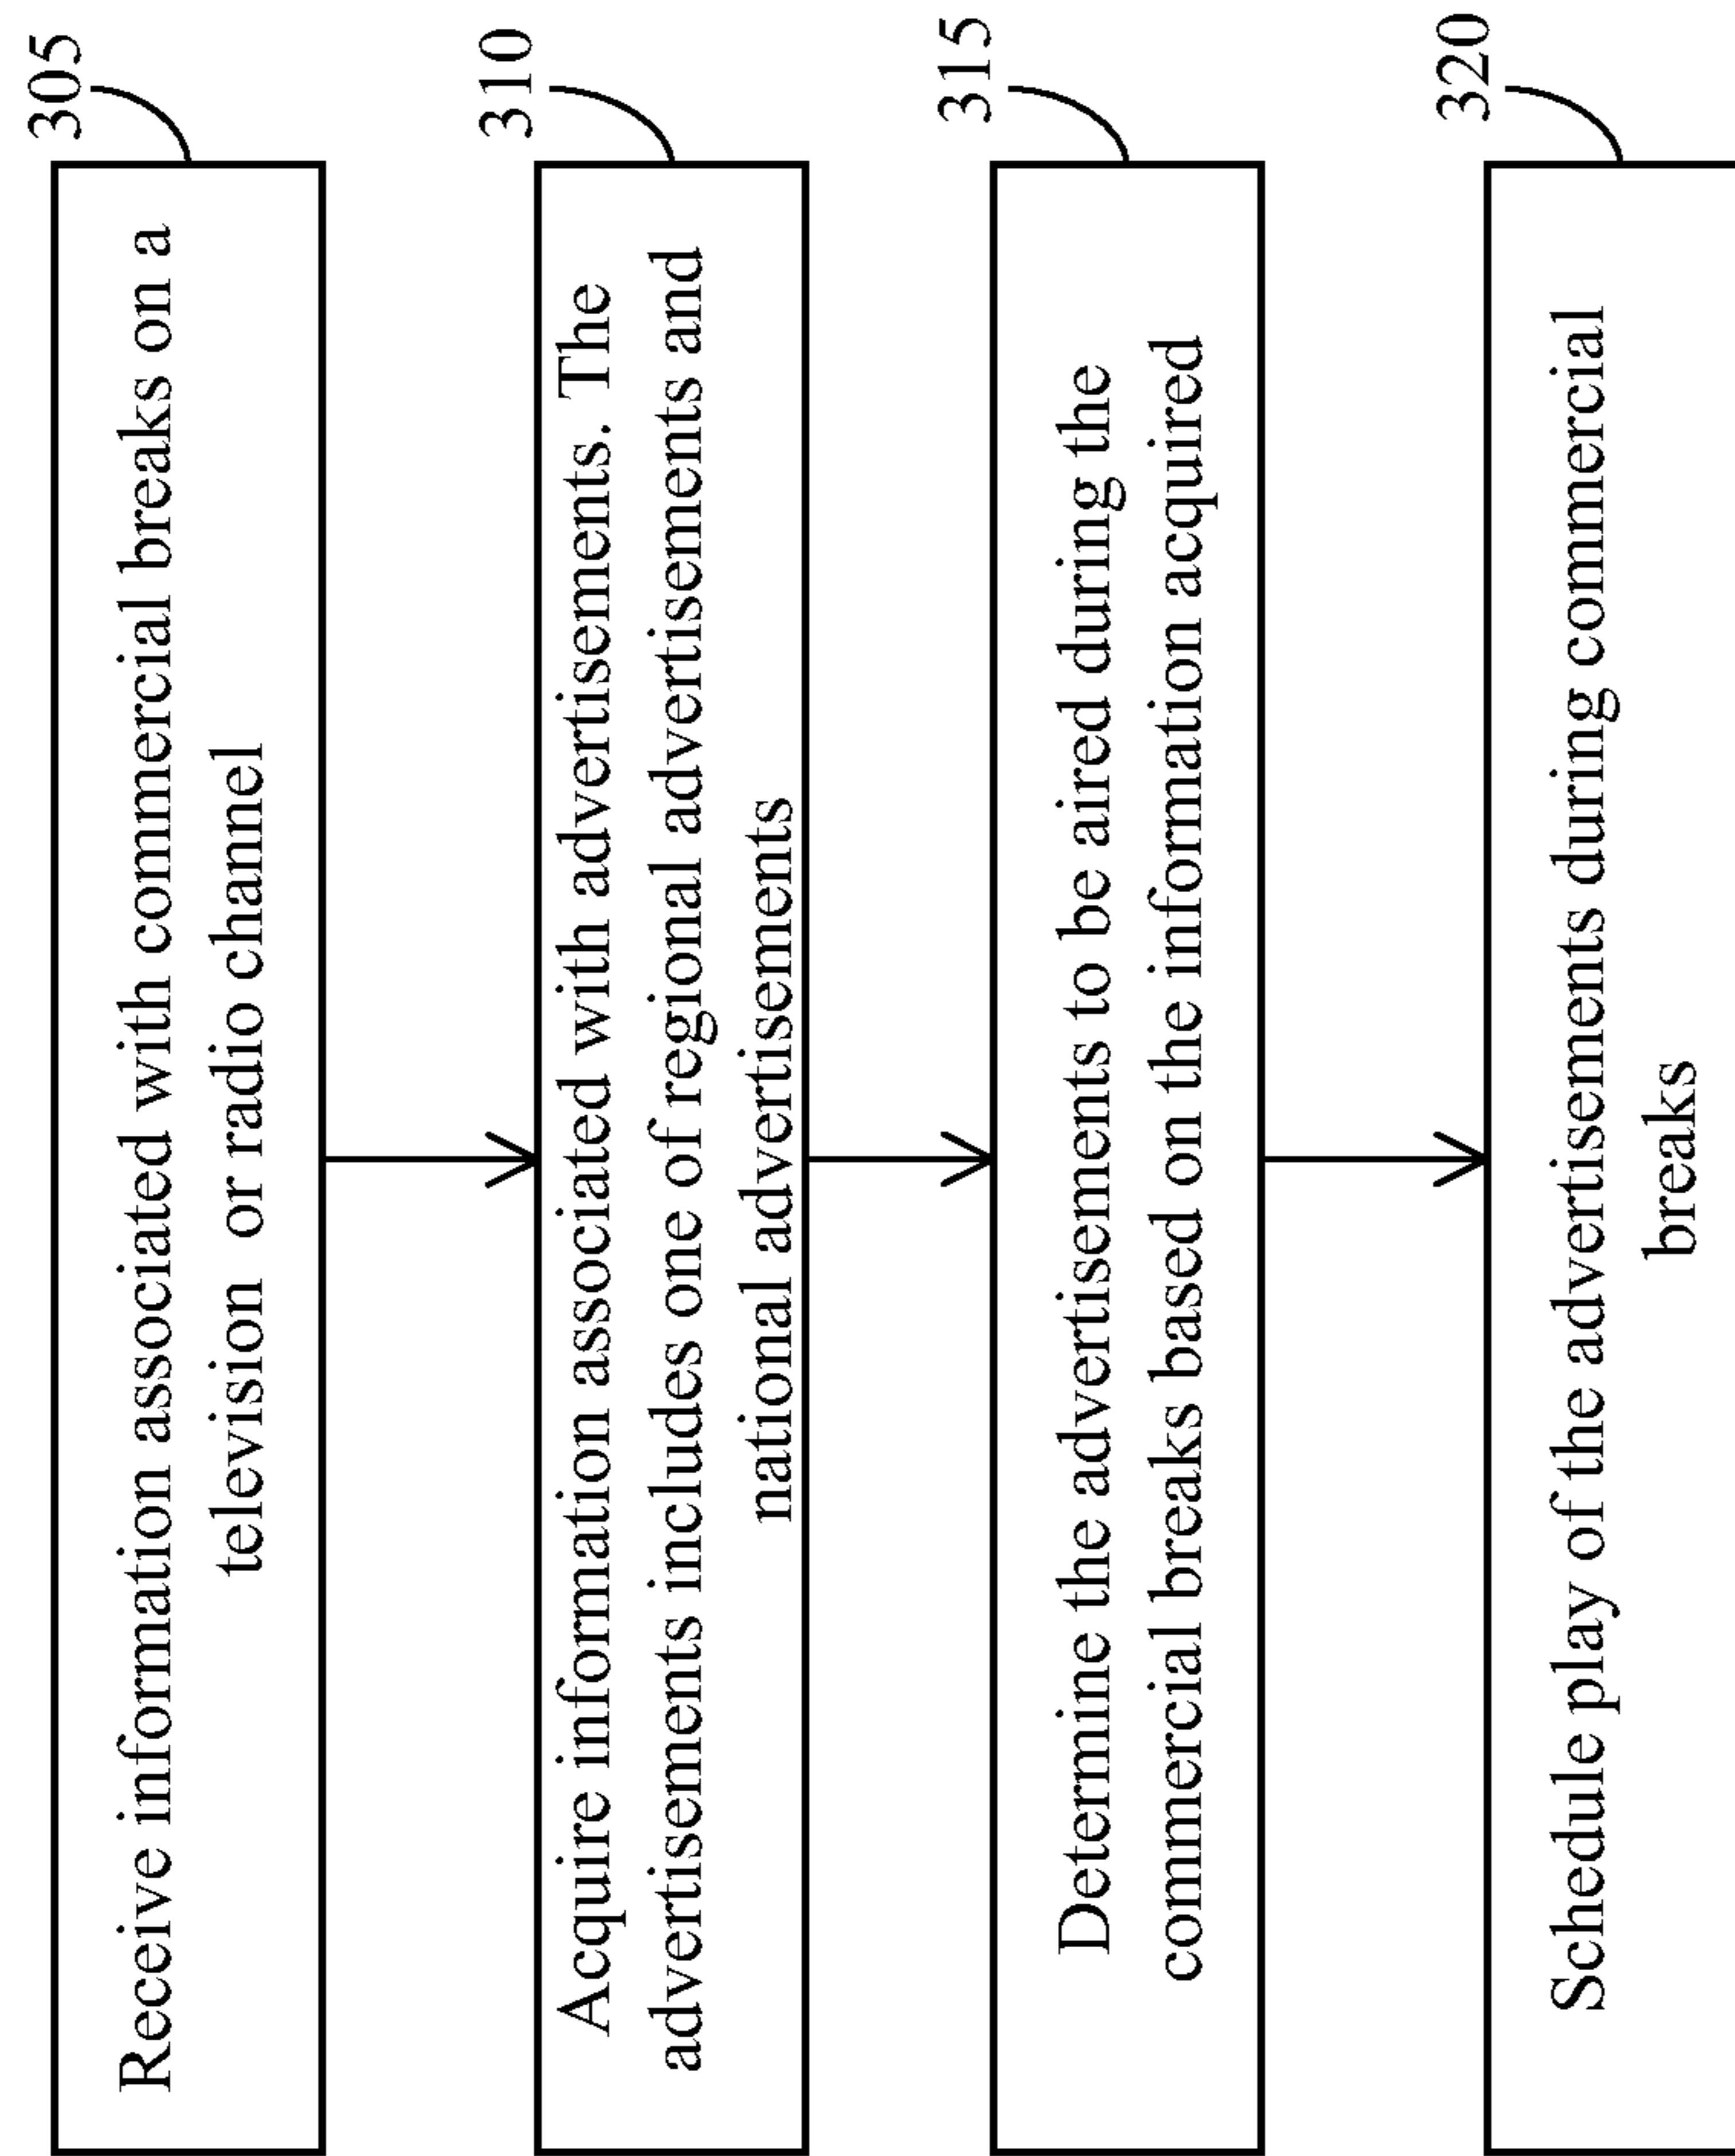 305
Receive information associated with commercial breaks on a
television or radio channel
310
Acquire information associated with advertisements. The
advertisements includes one of regional advertisements and
national advertisements
315
Determine the advertisements to be aired during the
commercial breaks based on the information acquired
320
Schedule play of the advertisements during commercial
breaks